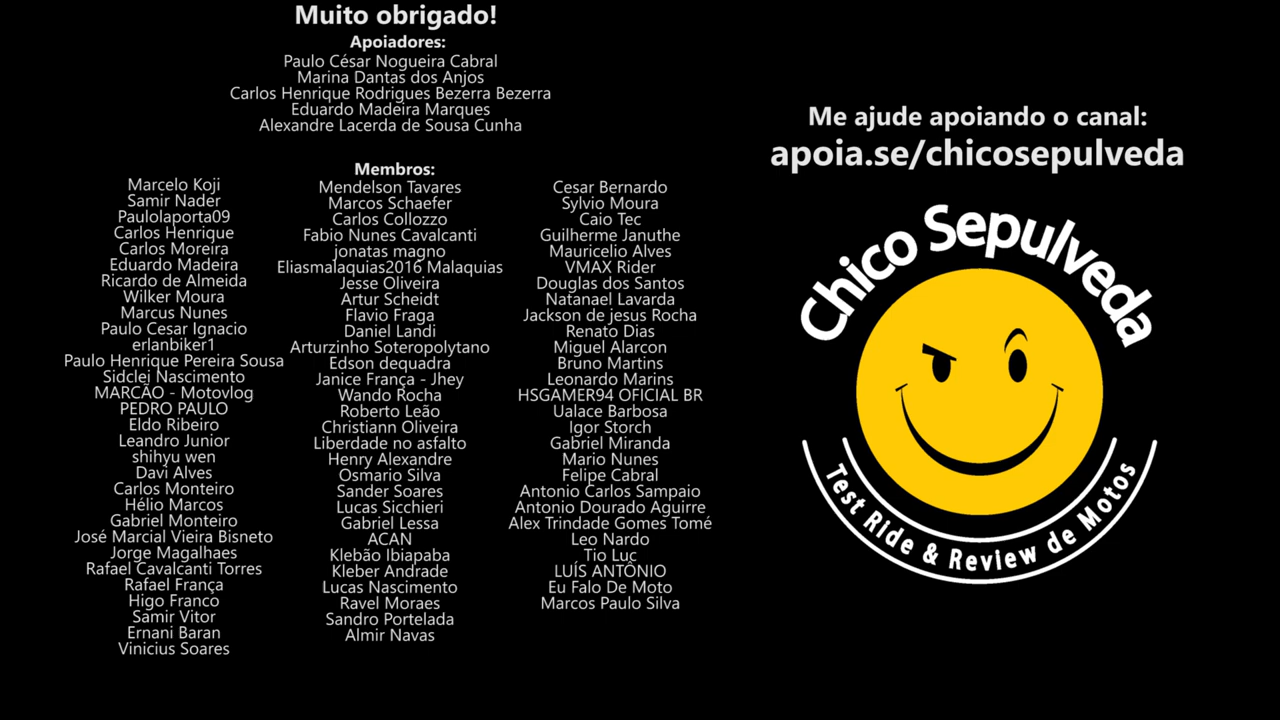 Muito obrigado!
Apoiadores:
Paulo César Nogueira Cabral
Marina Dantas dos Anjos
Carlos Henrique Rodrigues Bezerra Bezerra
Eduardo Madeira Marques
Alexandre Lacerda de Sousa Cunha
Membros:
Marcelo Koji
Samir Nader
Paulolaporta09
Carlos Henrique
Carlos Moreira
Eduardo Madeira
Ricardo de Almeida
Wilker Moura
Marcus Nunes
Paulo Cesar Ignacio
erlanbiker1
Paulo Henrique Pereira Sousa
Sidclei Nascimento
MARCÃO - Motovlog
PEDRO PAULO
Eldo Ribeiro
Leandro Junior
shihyu wen
Davi Alves
Carlos Monteiro
Hélio Marcos
Gabriel Monteiro
José Marcial Vieira Bisneto
Jorge Magalhaes
Rafael Cavalcanti Torres
Rafael França
Higo Franco
Samir Vitor
Ernani Baran
Vinicius Soares
Mendelson Tavares
Marcos Schaefer
Carlos Collozzo
Fabio Nunes Cavalcanti
jonatas magno
Eliasmalaquias2016 Malaquias
Jesse Oliveira
Artur Scheidt
Flavio Fraga
Daniel Landi
Arturzinho Soteropolytano
Edson dequadra
Janice França - Jhey
Wando Rocha
Roberto Leão
Christiann Oliveira
Liberdade no asfalto
Henry Alexandre
Osmario Silva
Sander Soares
Lucas Sicchieri
Gabriel Lessa
ACAN
Klebão Ibiapaba
Kleber Andrade
Lucas Nascimento
Ravel Moraes
Sandro Portelada
Almir Navas
Cesar Bernardo
Sylvio Moura
Caio Tec
Guilherme Januthe
Mauricelio Alves
VMAX Rider
Douglas dos Santos
Natanael Lavarda
Jackson de jesus Rocha
Renato Dias
Miguel Alarcon
Bruno Martins
Leonardo Marins
HSGAMER94 OFICIAL BR
Ualace Barbosa
Igor Storch
Gabriel Miranda
Mario Nunes
Felipe Cabral
Antonio Carlos Sampaio
Antonio Dourado Aguirre
Alex Trindade Gomes Tomé
Leo Nardo
Tio Luc
LUÍS ANTÔNIO
Eu Falo De Moto
Marcos Paulo Silva
Me ajude apoiando o canal:
apoia.se/chicosepulveda
Chico Sepulveda
Test Ride & Review de Motos